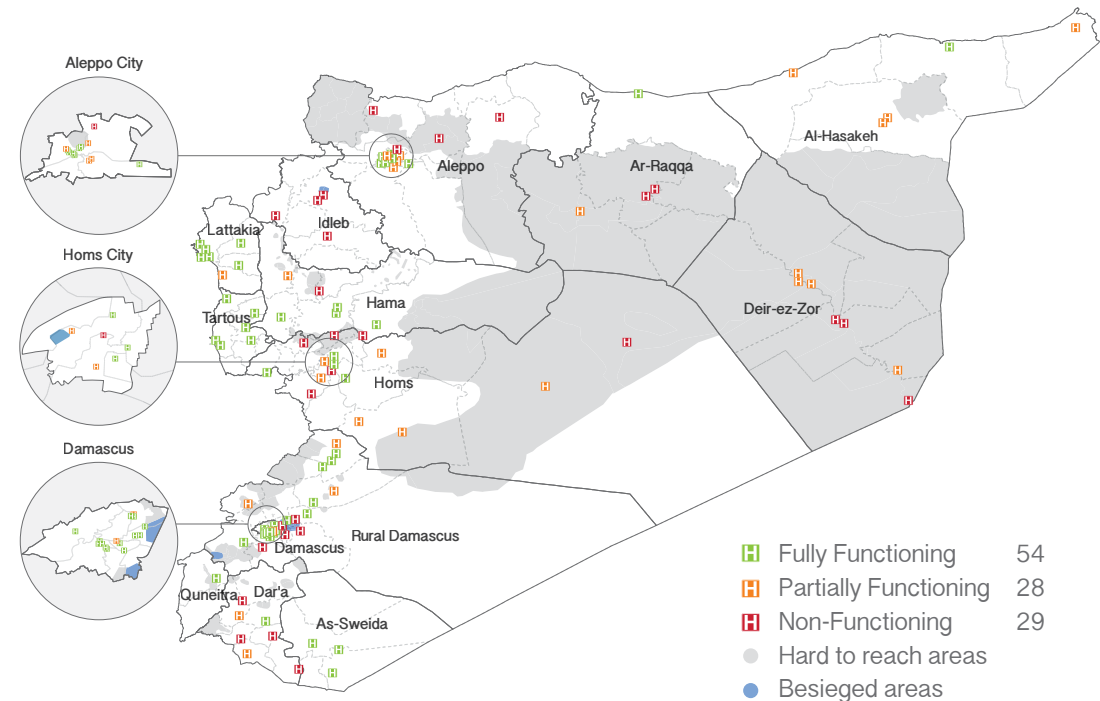 Aleppo City
Al-Hasakeh
Aleppo
Ar-Raqqa
Idleb
Lattakia
Homs City
Hama
Deir-ez-Zor
Tartous
Homs
Damascus
Rural Damascus
Damascus
Fully Functioning 54
Partially Functioning 28
Quneitra
Dar'a
As-Sweida
Non-Functioning 29
Hard to reach areas
Besieged areas